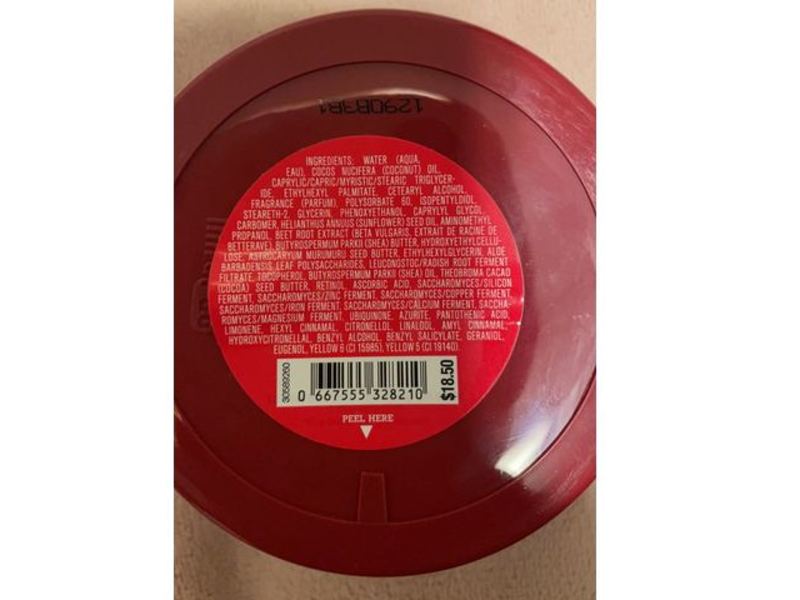 1290B3B1
INGREDIENTS: WATER (AQUA,
EAU), COCOS NUCIFERA (COCONUT) OIL,
CAPRYLIC/CAPRIC/MYRISTIC/STEARIC TRIGLYCER-
IDE, ETHYLHEXYL PALMITATE, CETEARYL ALCOHOL,
FRAGRANCE (PARFUM), POLYSORBATE 60, ISOPENTYLDIOL,
STEARETH-2, GLYCERIN, PHENOXYETHANOL, CAPRYLYL GLYCOL,
CARBOMER, HELIANTHUS ANNUUS (SUNFLOWER) SEED OIL, AMINOMETHYL
PROPANOL, BEET ROOT EXTRACT (BETA VULGARIS, EXTRAIT DE RACINE DE
BETTERAVE), BUTYROSPERMUM PARKII (SHEA) BUTTER, HYDROXYETHYLCELLU-
LOSE, ASTROCARYUM MURUMURU SEED BUTTER, ETHYLHEXYLGLYCERIN, ALOE
BARBADENSIS LEAF POLYSACCHARIDES, LEUCONOSTOC/RADISH ROOT FERMENT
FILTRATE, TOCOPHEROL, BUTYROSPERMUM PARKII (SHEA) OIL, THEOBROMA CACAO
(COCOA) SEED BUTTER, RETINOL, ASCORBIC ACID, SACCHAROMYCES/SILICON
FERMENT, SACCHAROMYCES/ZINC FERMENT, SACCHAROMYCES/COPPER FERMENT,
SACCHAROMYCES/IRON FERMENT, SACCHAROMYCES/CALCIUM FERMENT, SACCHA-
ROMYCES/MAGNESIUM FERMENT, UBIQUINONE, AZURITE, PANTOTHENIC ACID,
LIMONENE, HEXYL CINNAMAL, CITRONELLOL, LINALOOL, AMYL CINNAMAL,
HYDROXYCITRONELLAL, BENZYL ALCOHOL, BENZYL SALICYLATE, GERANIOL,
EUGENOL, YELLOW 6 (CI 15985), YELLOW 5 (CI 19140).
30589260
0 667555 328210
$18.50
PEEL HERE